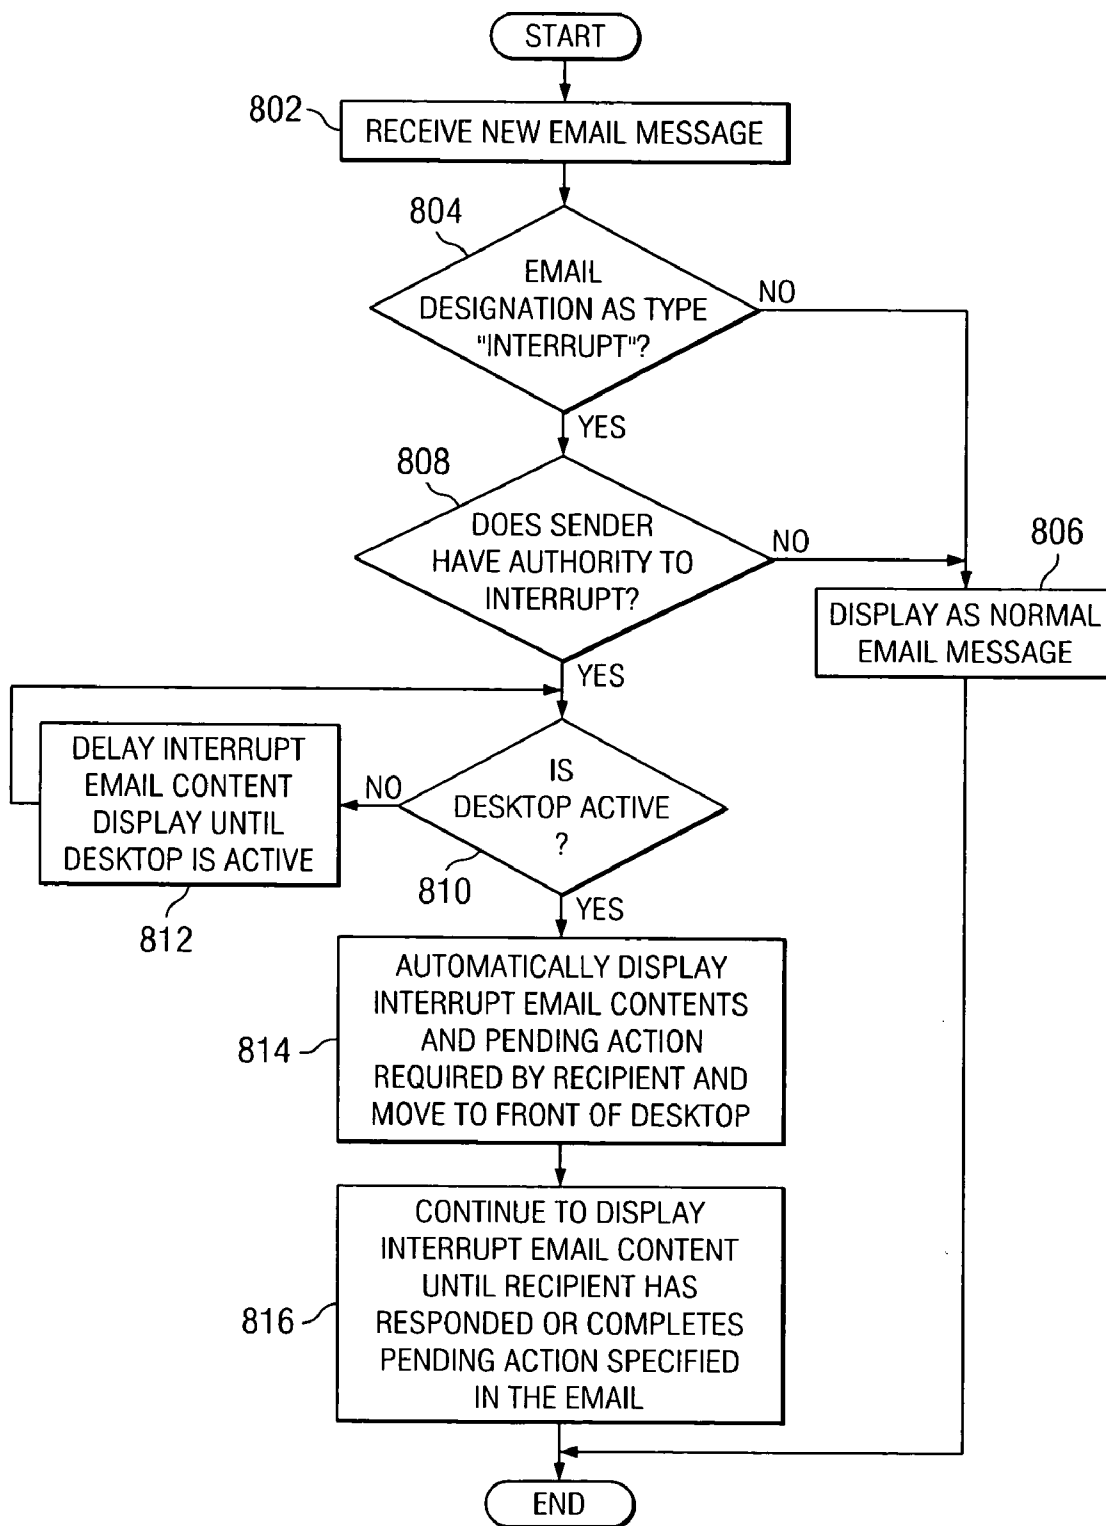 START
802
RECEIVE NEW EMAIL MESSAGE
804
EMAIL
DESIGNATION AS TYPE
"INTERRUPT"?
NO
YES
808
DOES SENDER
HAVE AUTHORITY TO
INTERRUPT?
NO
806
DISPLAY AS NORMAL
EMAIL MESSAGE
YES
DELAY INTERRUPT
EMAIL CONTENT
DISPLAY UNTIL
DESKTOP IS ACTIVE
812
NO
IS
DESKTOP ACTIVE
?
810
YES
AUTOMATICALLY DISPLAY
INTERRUPT EMAIL CONTENTS
AND PENDING ACTION
REQUIRED BY RECIPIENT AND
MOVE TO FRONT OF DESKTOP
814
CONTINUE TO DISPLAY
INTERRUPT EMAIL CONTENT
UNTIL RECIPIENT HAS
RESPONDED OR COMPLETES
PENDING ACTION SPECIFIED
IN THE EMAIL
816
END